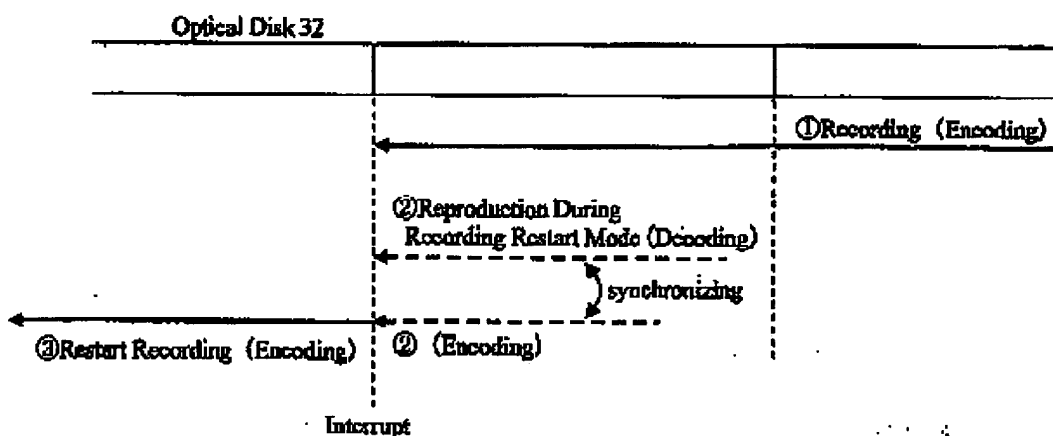 Optical Disk 32
①Recording (Encoding)
②Reproduction During
Recording Restart Mode (Decoding)
synchronizing
③Restart Recording (Encoding)
② (Encoding)
Interrupt